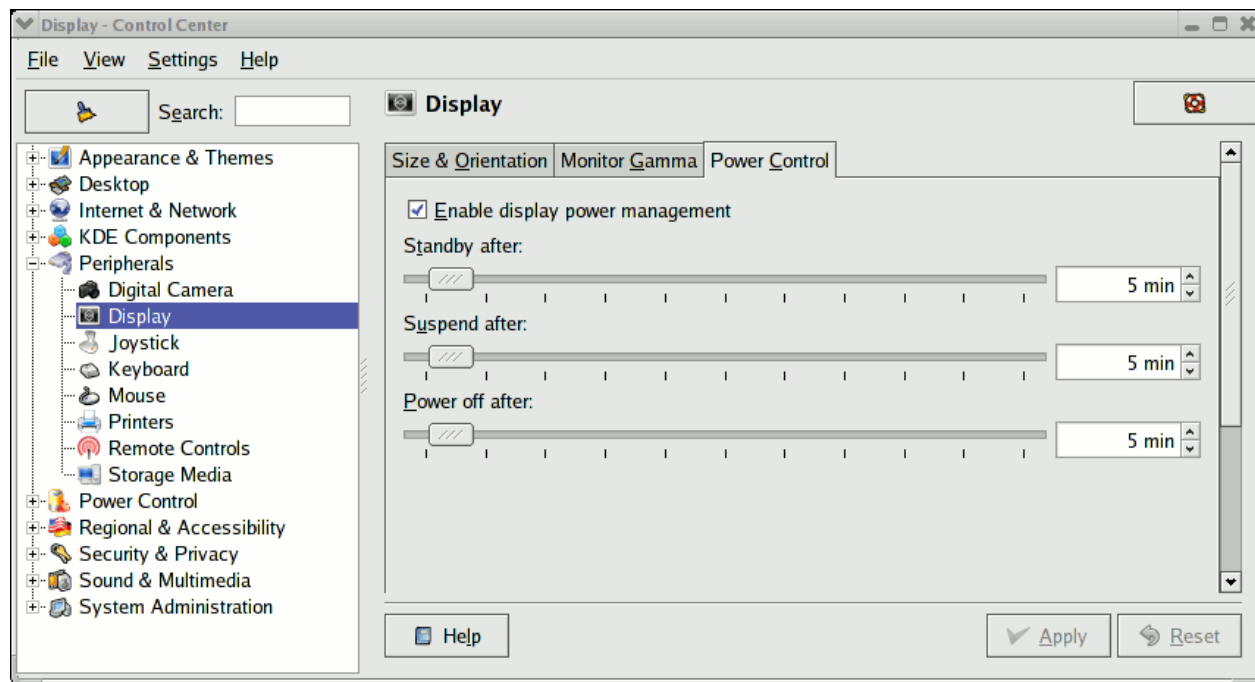 Display - Control Center
File View Settings Help
Search:
Display
Appearance & Themes
Desktop
Internet & Network
KDE Components
Peripherals
Digital Camera
Display
Joystick
Keyboard
Mouse
Printers
Remote Controls
Storage Media
Power Control
Regional & Accessibility
Security & Privacy
Sound & Multimedia
System Administration
Size & Orientation Monitor Gamma Power Control
Enable display power management
Standby after:
5 min
Suspend after:
5 min
Power off after:
5 min
Help Apply Reset